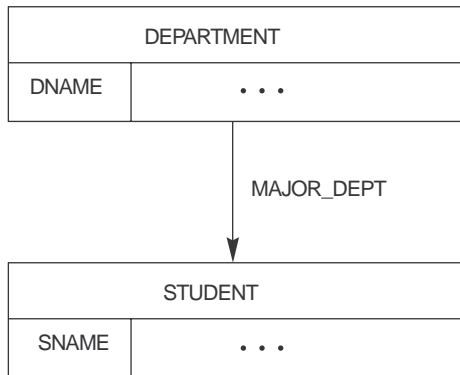 DEPARTMENT
DNAME . . .
MAJOR_DEPT
STUDENT
SNAME . . .